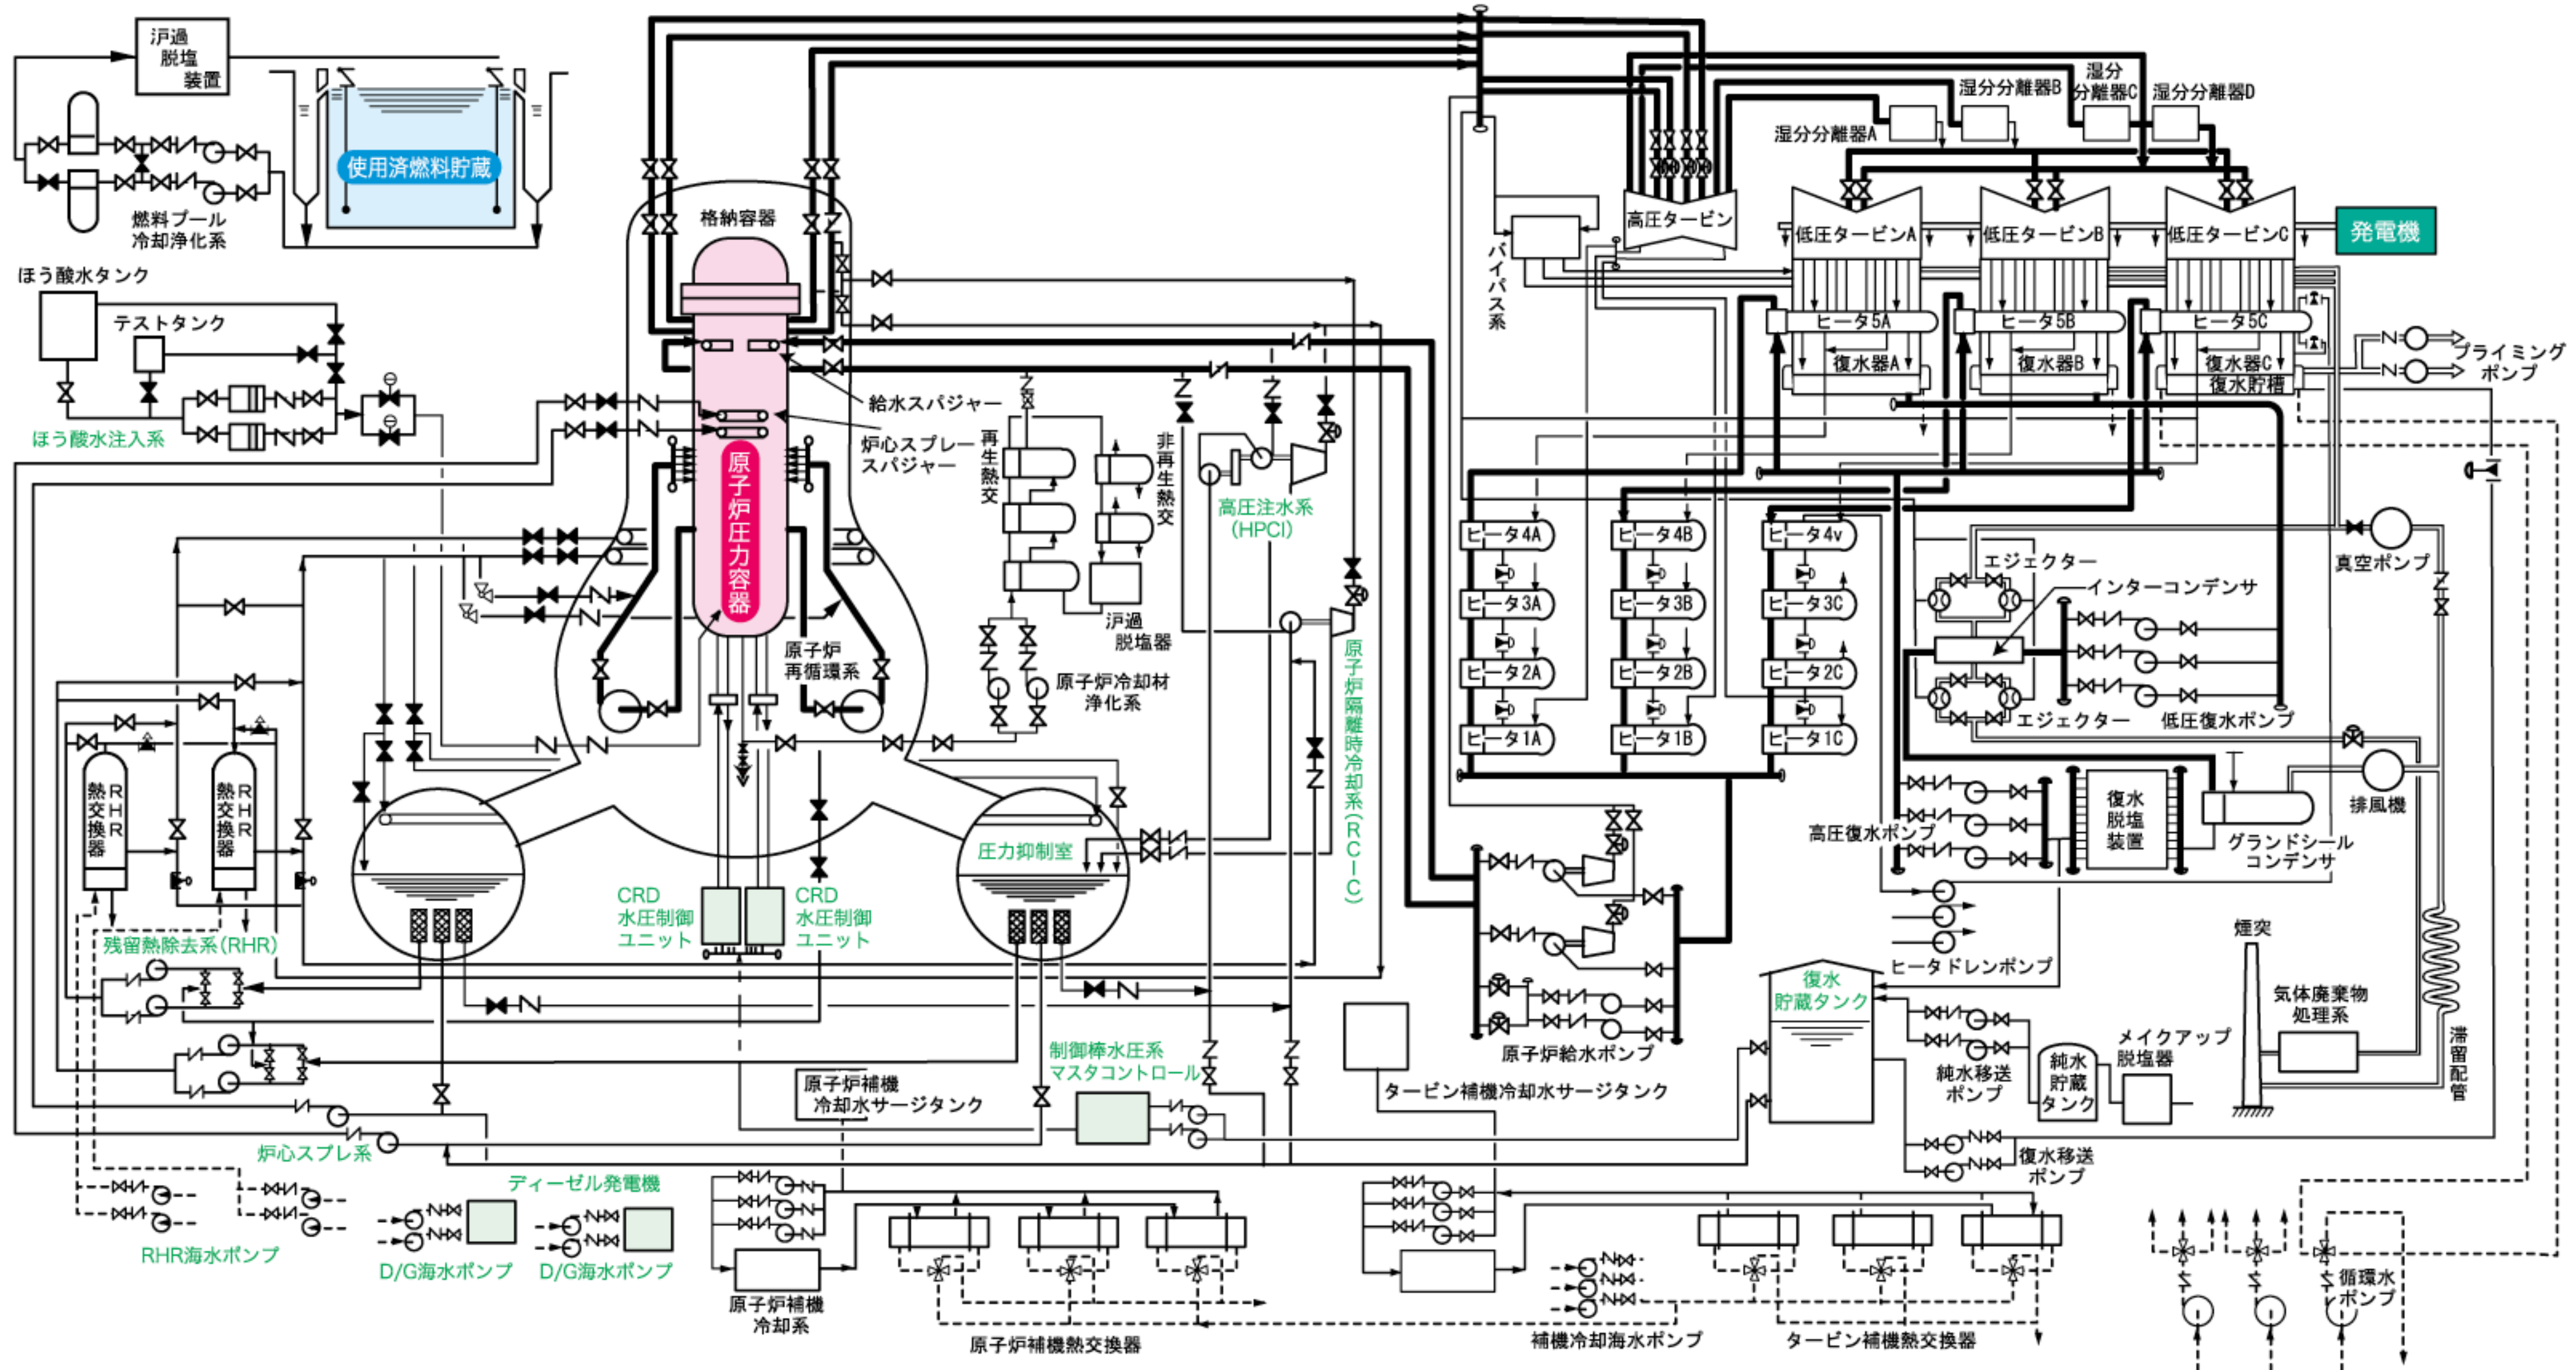 沪過
脱塩
装置
使用済燃料貯蔵
燃料プール
冷却浄化系
ほう酸水タンク
テストタンク
ほう酸水注入系
格納容器
給水スパジャー
炉心スプレー
スパジャー
原子炉圧力容器
原子炉
再循環系
再生熱交
非再生熱交
沪過
脱塩器
原子炉冷却材
浄化系
高圧注水系
(HPCI)
原子炉隔離時冷却系(RCIC)
RHR
熱交換器
RHR
熱交換器
残留熱除去系(RHR)
圧力抑制室
CRD
水圧制御
ユニット
CRD
水圧制御
ユニット
制御棒水圧系
マスタコントロール
原子炉補機
冷却水サージタンク
炉心スプレ系
ディーゼル発電機
RHR海水ポンプ
D/G海水ポンプ
D/G海水ポンプ
原子炉補機
冷却系
原子炉補機熱交換器
高圧タービン
バイパス系
湿分分離器A
湿分分離器B
湿分
分離器C
湿分分離器D
低圧タービンA
低圧タービンB
低圧タービンC
発電機
ヒータ5A
ヒータ5B
ヒータ5C
復水器A
復水器B
復水器C
復水貯槽
プライミング
ポンプ
ヒータ4A
ヒータ4B
ヒータ4v
ヒータ3A
ヒータ3B
ヒータ3C
ヒータ2A
ヒータ2B
ヒータ2C
ヒータ1A
ヒータ1B
ヒータ1C
エジェクター
インターコンデンサ
真空ポンプ
エジェクター
低圧復水ポンプ
高圧復水ポンプ
復水
脱塩
装置
排風機
グランドシール
コンデンサ
ヒータドレンポンプ
原子炉給水ポンプ
タービン補機冷却水サージタンク
復水
貯蔵タンク
純水移送
ポンプ
純水
貯蔵
タンク
メイクアップ
脱塩器
煙突
気体廃棄物
処理系
滞留配管
復水移送
ポンプ
補機冷却海水ポンプ
タービン補機熱交換器
循環水
ポンプ